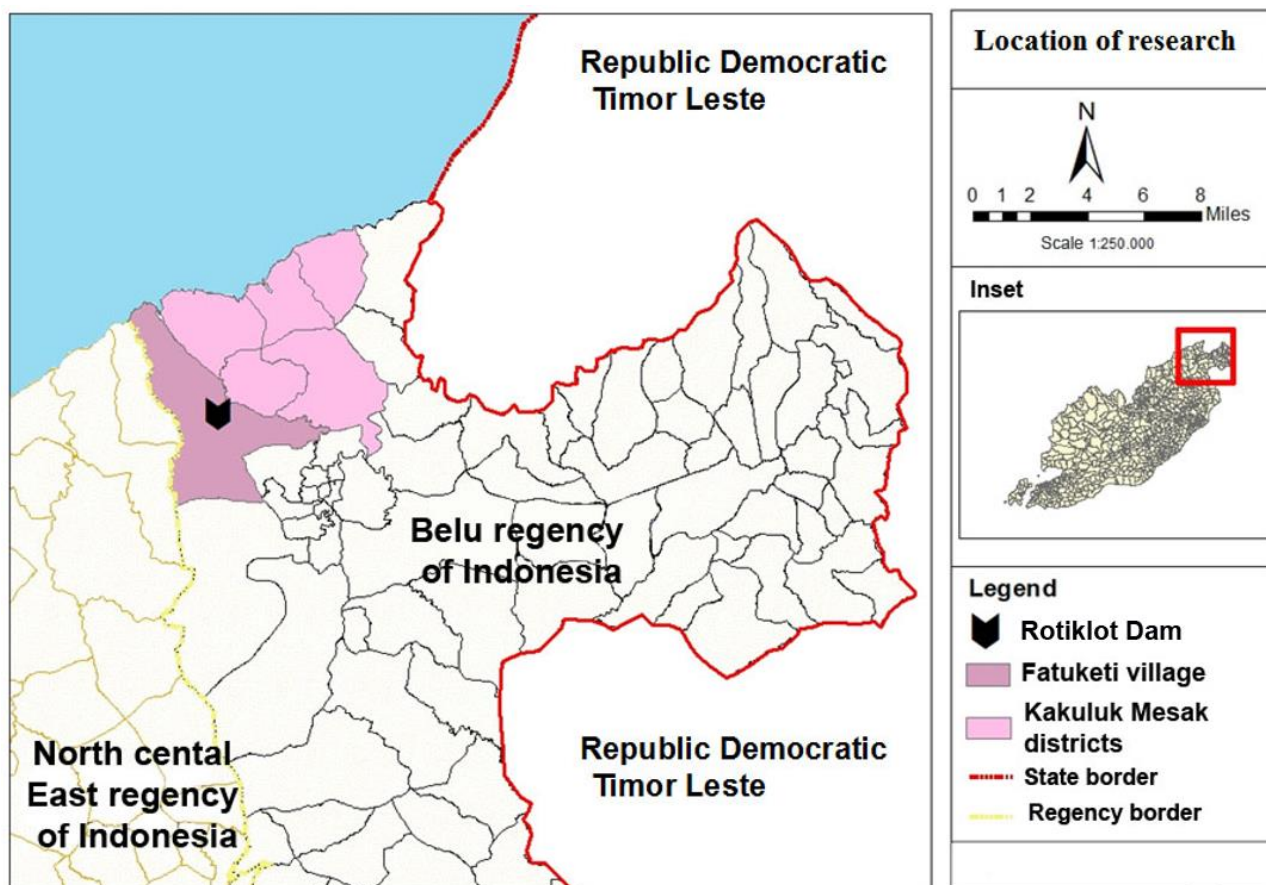 Republic Democratic
Timor Leste
Belu regency
of Indonesia
North cental
East regency
of Indonesia
Republic Democratic
Timor Leste
Location of research
N
0 1 2 4 6 8
Miles
Scale 1:250.000
Inset
Legend
Rotiklot Dam
Fatuketi village
Kakuluk Mesak
districts
State border
Regency border